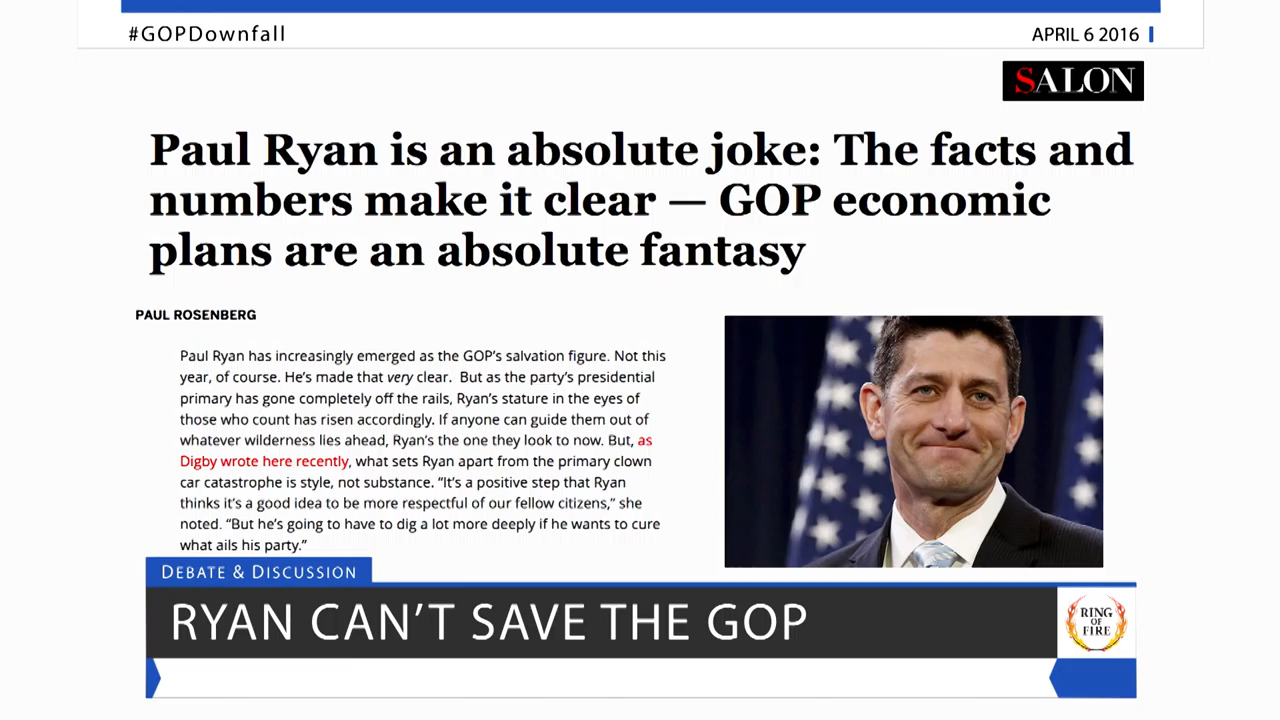 #GOPDownfall
APRIL 6 2016
SALON
Paul Ryan is an absolute joke: The facts and
numbers make it clear — GOP economic
plans are an absolute fantasy
PAUL ROSENBERG
Paul Ryan has increasingly emerged as the GOP’s salvation figure. Not this
year, of course. He’s made that very clear.  But as the party’s presidential
primary has gone completely off the rails, Ryan’s stature in the eyes of
those who count has risen accordingly. If anyone can guide them out of
whatever wilderness lies ahead, Ryan’s the one they look to now. But, as
Digby wrote here recently, what sets Ryan apart from the primary clown
car catastrophe is style, not substance. “It’s a positive step that Ryan
thinks it’s a good idea to be more respectful of our fellow citizens,” she
noted. “But he’s going to have to dig a lot more deeply if he wants to cure
what ails his party.”
DEBATE & DISCUSSION
RYAN CAN’T SAVE THE GOP
RING
OF
FIRE